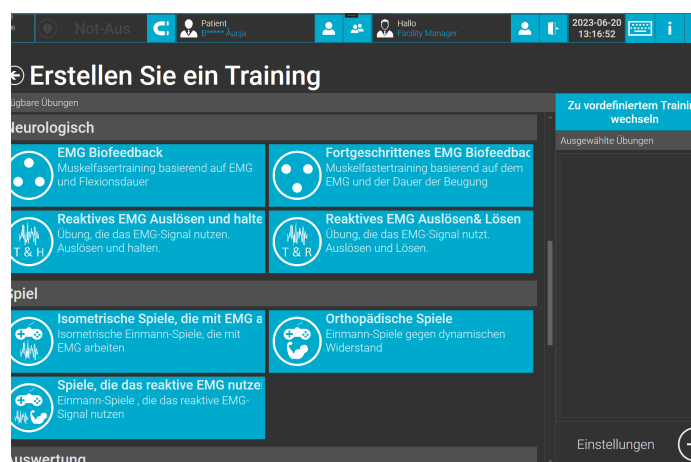 Not-Aus
Patient
B***** Åucja
Hallo
Facility Manager
2023-06-20
13:16:52
i
Erstellen Sie ein Training
Übungen
Zu vordefiniertem
wechseln
Ausgewählte Übungen
EMG Biofeedback
Muskelfasertraining basierend auf EMG
und Flexionsdauer
Fortgeschrittenes EMG
Muskelfastertraining basierend auf dem
EMG und der Dauer der Beugung
Reaktives EMG Auslösen und halte
Übung, die das EMG-Signal nutzen.
Auslösen und halten.
T & H
Reaktives EMG Auslösen& Lösen
Übung, die das EMG-Signal nutzt.
Auslösen und Lösen.
T & R
Spiel
Isometrische Spiele, die mit EMG a
Isometrische Einmann-Spiele, die mit
EMG arbeiten
Orthopädische Spiele
Einmann-Spiele gegen dynamischen
Widerstand
Spiele, die das reaktive EMG nutze
Einmann-Spiele , die das reaktive EMG-
Signal nutzen
Einstellungen